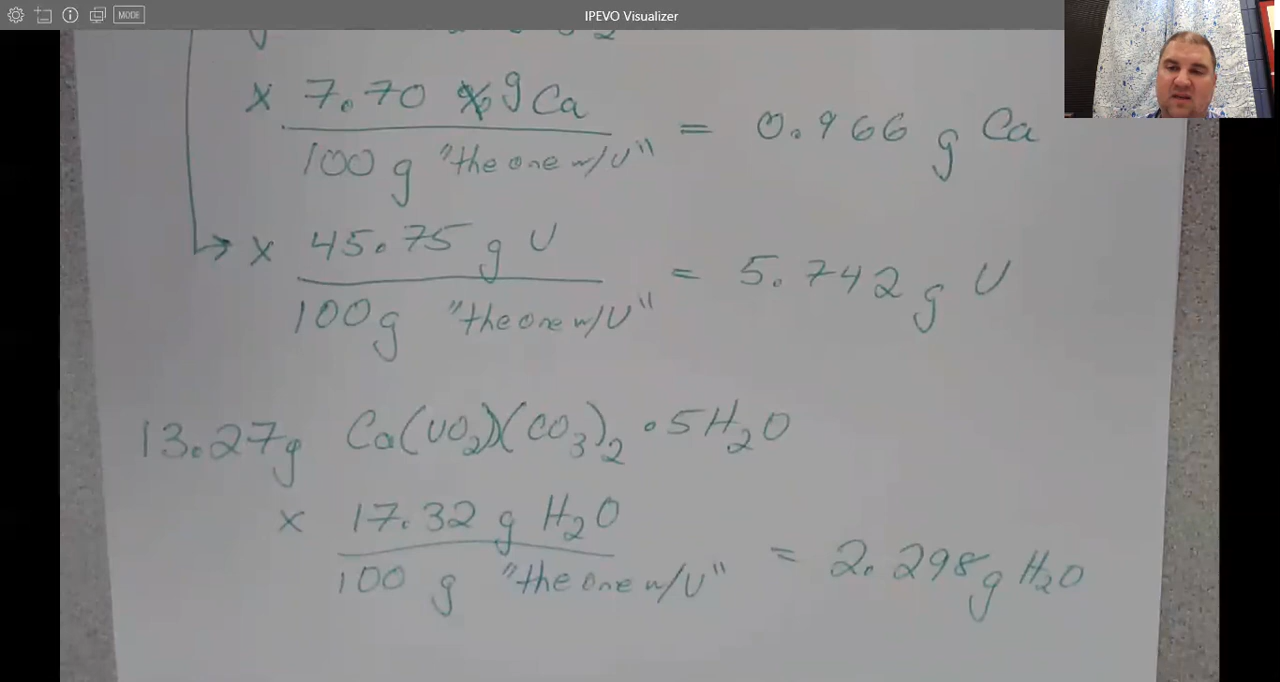 MODE
IPEVO Visualizer
× 7.70 % g Ca
100 g "the one w/U" = 0.966 g Ca
× 45.75 g U
100 g "the one w/U" = 5.742 g U
13.27g Ca(UO₂)(CO₃)₂ • 5H₂O
× 17.32 g H₂O
100 g "the one w/U" = 2.298 g H₂O